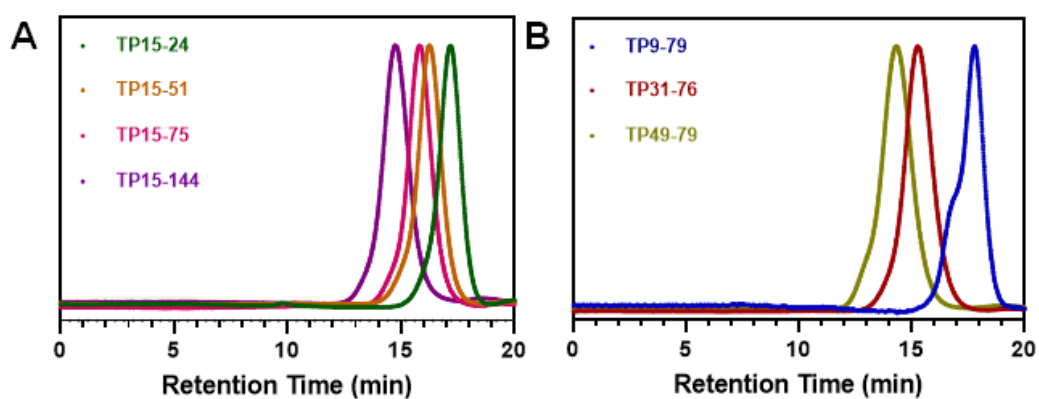 A
TP15-24
TP15-51
TP15-75
TP15-144
0 5 10 15 20
Retention Time (min)
B
TP9-79
TP31-76
TP49-79
0 5 10 15 20
Retention Time (min)